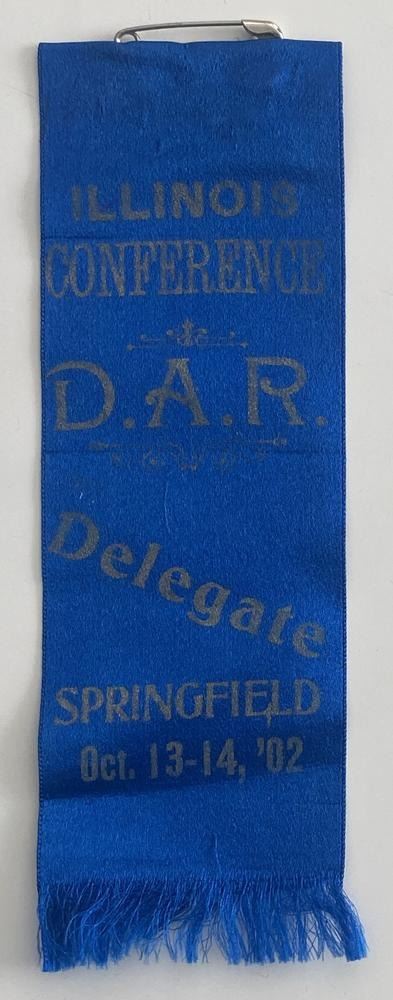 ILLINOIS
CONFERENCE
D.A.R.
Delegate
SPRINGFIELD
Oct. 13-14, '02